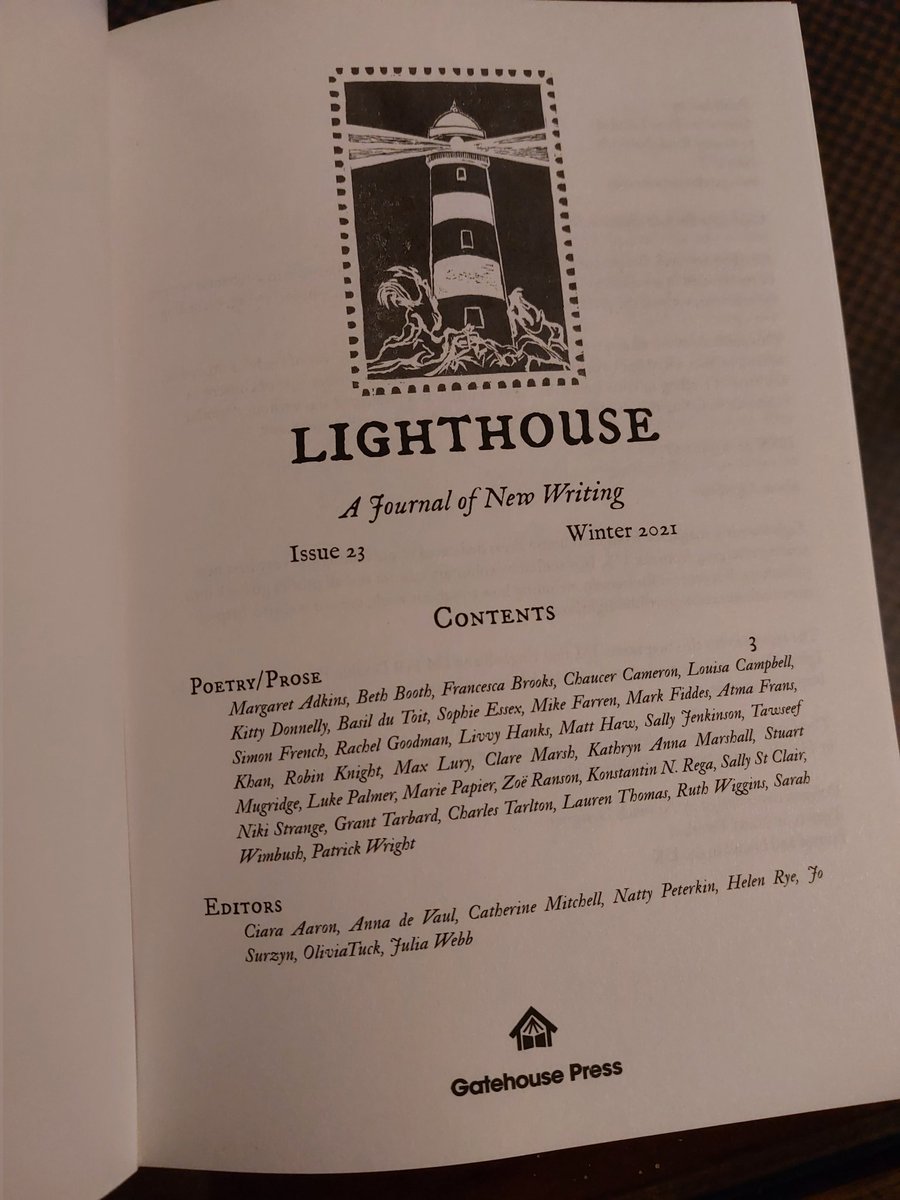 LIGHTHOUSE
A Journal of New Writing
Issue 23 Winter 2021
CONTENTS
POETRY/PROSE 3
Margaret Adkins, Beth Booth, Francesca Brooks, Chaucer Cameron, Louisa Campbell,
Kitty Donnelly, Basil du Toit, Sophie Essex, Mike Farren, Mark Fiddes, Atma Frans,
Simon French, Rachel Goodman, Livvy Hanks, Matt Haw, Sally Jenkinson, Tawseef
Khan, Robin Knight, Max Lury, Clare Marsh, Kathryn Anna Marshall, Stuart
Mugridge, Luke Palmer, Marie Papier, Zoë Ranson, Konstantin N. Rega, Sally St Clair,
Niki Strange, Grant Tarbard, Charles Tarlton, Lauren Thomas, Ruth Wiggins, Sarah
Wimbush, Patrick Wright
EDITORS
Ciara Aaron, Anna de Vaul, Catherine Mitchell, Natty Peterkin, Helen Rye, Jo
Surzyn, OliviaTuck, Julia Webb
Gatehouse Press